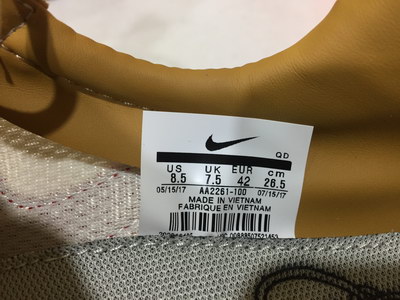 QD
US UK EUR cm
8.5 7.5 42 26.5
05/15/17 AA2261-100 07/15/17
MADE IN VIETNAM
FABRIQUE EN VIETNAM